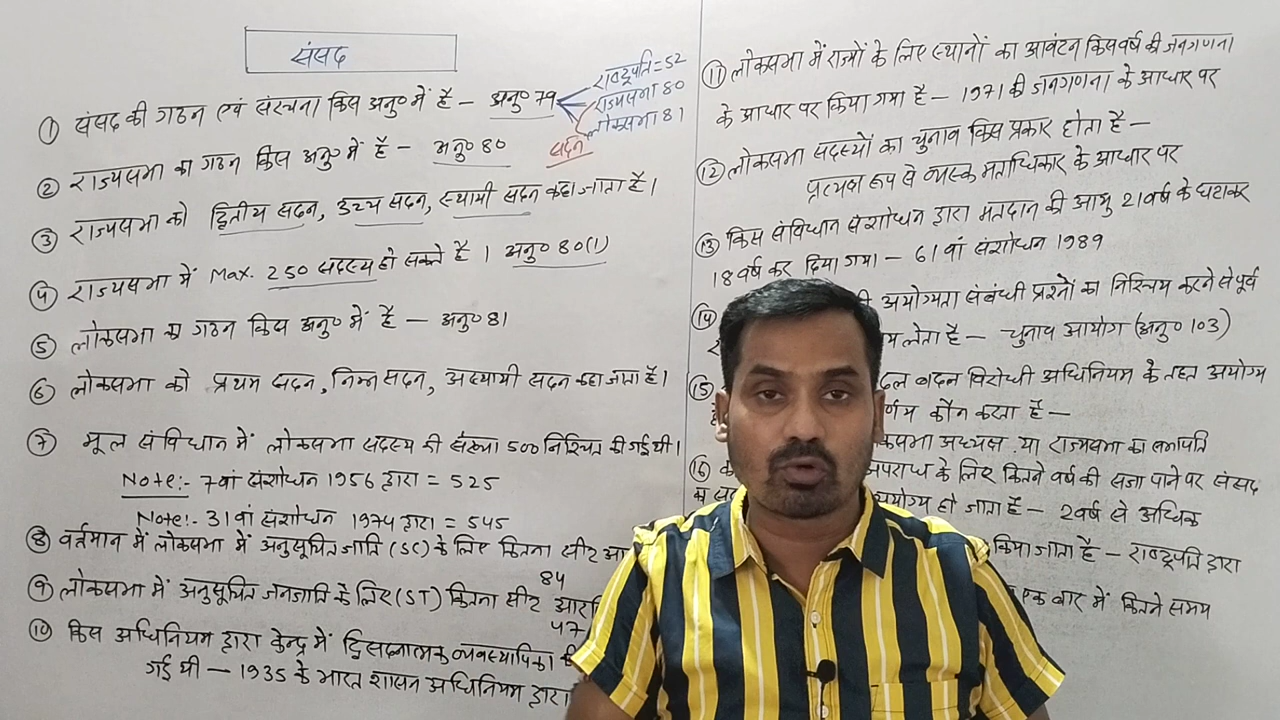 संसद
① संसद की गठन एवं संरचना किस अनु० में है – अनु० 79
राष्ट्रपति = 52
राज्यसभा 80
लोकसभा 81
सदन
② राज्यसभा का गठन किस अनु० में है – अनु० 80
③ राज्यसभा को द्वितीय सदन, उच्च सदन, स्थायी सदन कहा जाता है।
④ राज्यसभा में Max. 250 सदस्य हो सकते है । अनु० 80(1)
⑤ लोकसभा का गठन किस अनु० में है – अनु० 81
⑥ लोकसभा को प्रथम सदन, निम्न सदन, अस्थायी सदन कहा जाता है।
⑦ मूल संविधान में लोकसभा सदस्य की संख्या 500 निश्चित की गई थी।
Note:- 7वां संशोधन 1956 द्वारा = 525
Note:- 31वां संशोधन 1974 द्वारा = 545
⑧ वर्तमान में लोकसभा में अनुसूचित जाति (SC) के लिए कितना सीट
84
⑨ लोकसभा में अनुसूचित जनजाति के लिए (ST) कितना सीट
47
⑩ किस अधिनियम द्वारा केन्द्र में द्विसदनात्मक व्यवस्थापिका की
गई थी – 1935 के भारत शासन अधिनियम द्वारा
⑪ लोकसभा में राज्यों के लिए स्थानों का आवंटन किस वर्ष की जनगणना
के आधार पर किया गया है – 1971 की जनगणना के आधार पर
⑫ लोकसभा सदस्यों का चुनाव किस प्रकार होता है –
प्रत्यक्ष रूप से व्यस्क मताधिकार के आधार पर
⑬ किस संविधान संशोधन द्वारा मतदान की आयु 21 वर्ष के घटाकर
18 वर्ष कर दिया गया – 61 वां संशोधन 1989
⑭ अयोग्यता संबंधी प्रश्नों का निश्चिय करने से पूर्व
लेता है – चुनाव आयोग (अनु० 103)
⑮ दल बदल विरोधी अधिनियम के तहत अयोग्य
कौन करता है –
अध्यक्ष या राज्यसभा का सभापति
⑯ अपराध के लिए कितने वर्ष की सजा पाने पर संसद
हो जाता है – 2 वर्ष से अधिक
किया जाता है – राष्ट्रपति द्वारा
एक बार में कितने समय